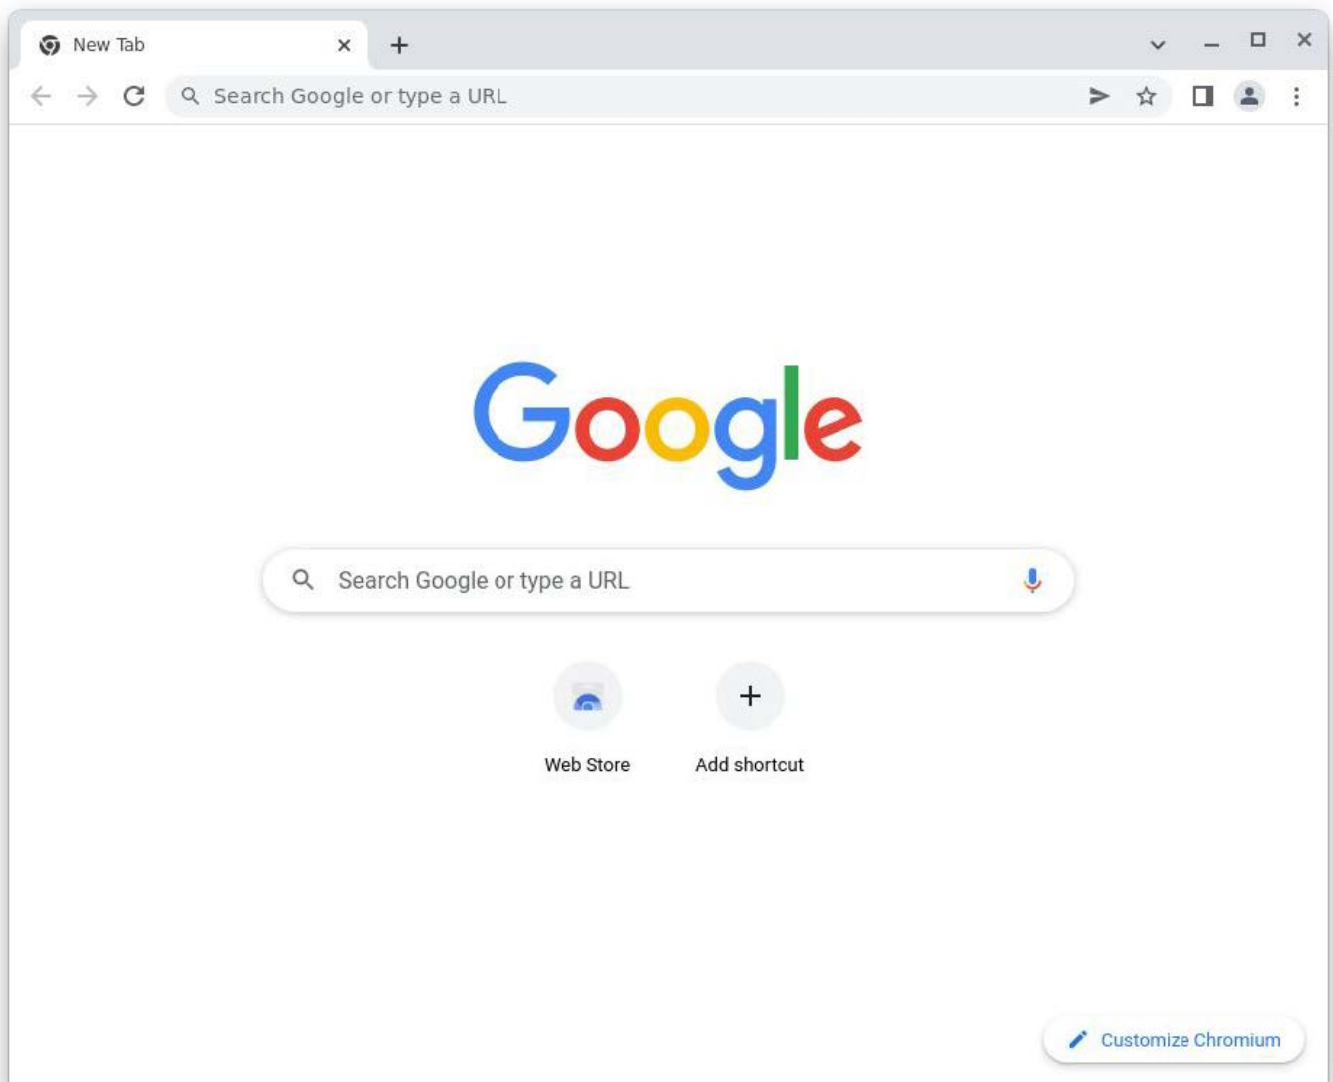 New Tab
Search Google or type a URL
Google
Search Google or type a URL
Web Store
Add shortcut
Customize Chromium